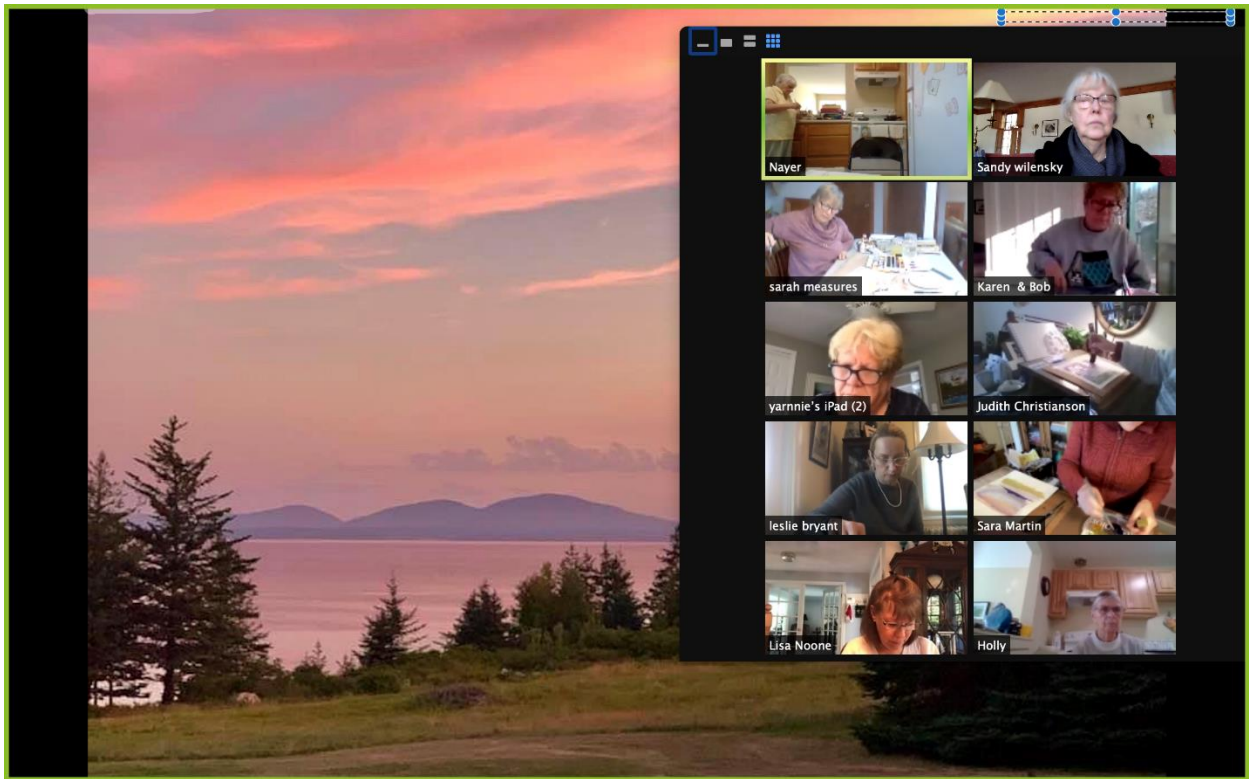 Nayer
Sandy wilensky
sarah measures
Karen & Bob
yarnnie's iPad (2)
Judith Christianson
leslie bryant
Sara Martin
Lisa Noone
Holly